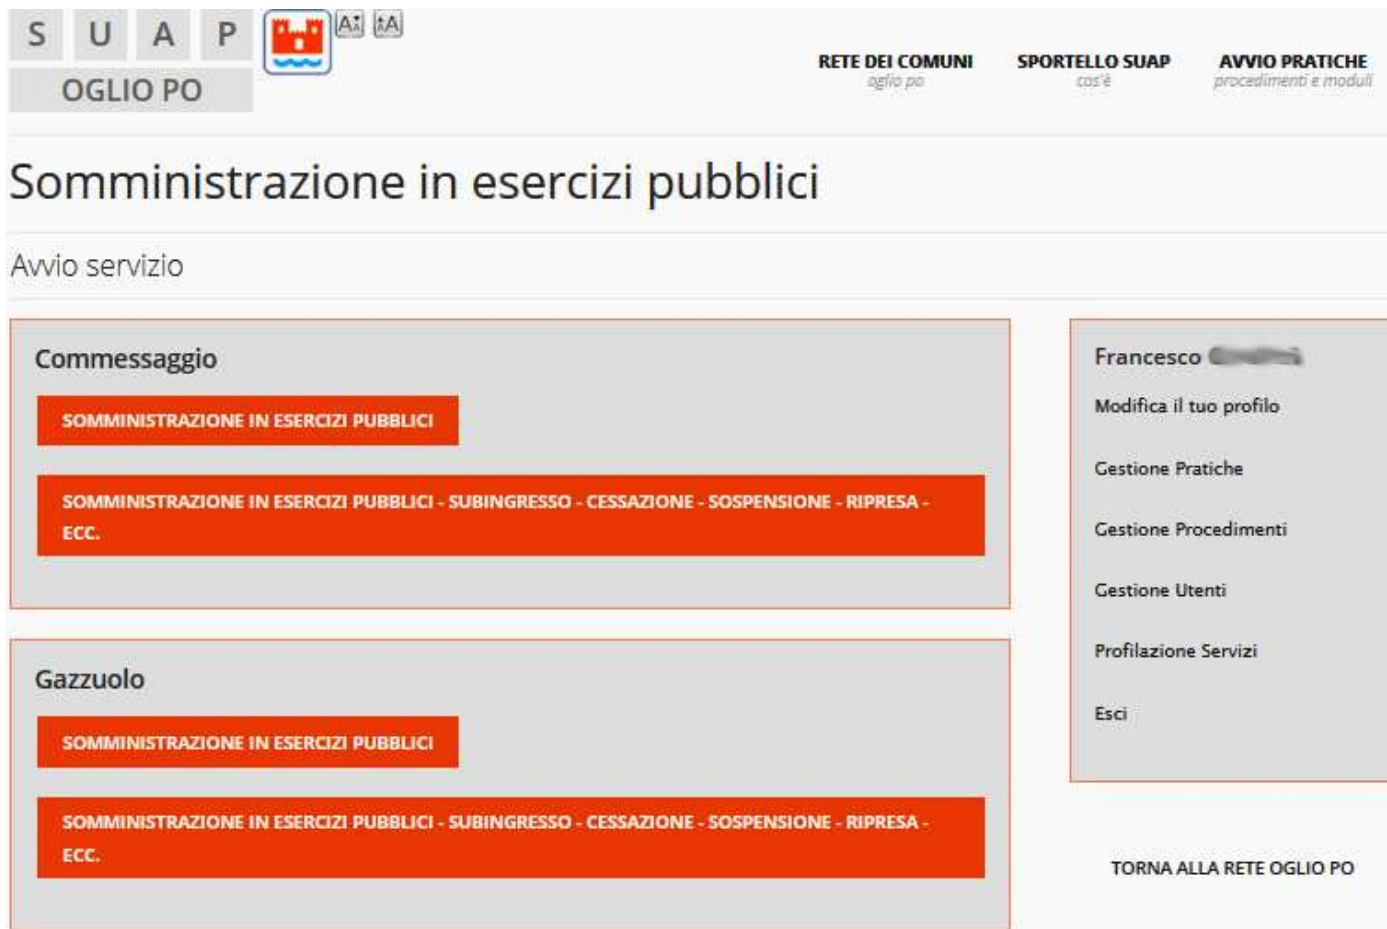 S U A P
OGLIO PO
RETE DEI COMUNI
oglio po
SPORTELLO SUAP
cos'è
AVVIO PRATICHE
procedimenti e moduli
Somministrazione in esercizi pubblici
Avvio servizio
Commessaggio
SOMMINISTRAZIONE IN ESERCIZI PUBBLICI
SOMMINISTRAZIONE IN ESERCIZI PUBBLICI - SUBINGRESSO - CESSAZIONE - SOSPENSIONE - RIPRESA -
ECC.
Gazzuolo
SOMMINISTRAZIONE IN ESERCIZI PUBBLICI
SOMMINISTRAZIONE IN ESERCIZI PUBBLICI - SUBINGRESSO - CESSAZIONE - SOSPENSIONE - RIPRESA -
ECC.
Francesco
Modifica il tuo profilo
Gestione Pratiche
Gestione Procedimenti
Gestione Utenti
Profilazione Servizi
Esci
TORNA ALLA RETE OGLIO PO